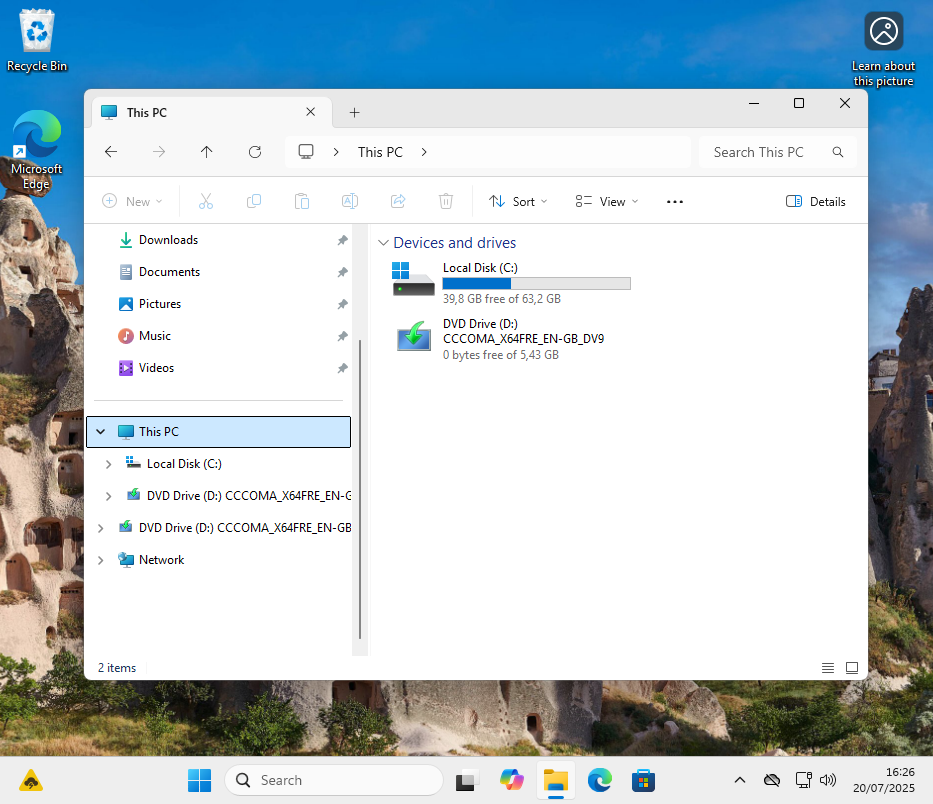 Recycle Bin
Learn about
this picture
Microsoft
Edge
This PC
This PC
Search This PC
New
Sort
View
Details
Downloads
Documents
Pictures
Music
Videos
This PC
Local Disk (C:)
DVD Drive (D:) CCCOMA_X64FRE_EN-G
DVD Drive (D:) CCCOMA_X64FRE_EN-GB
Network
Devices and drives
Local Disk (C:)
39,8 GB free of 63,2 GB
DVD Drive (D:)
CCCOMA_X64FRE_EN-GB_DV9
0 bytes free of 5,43 GB
2 items
Search
16:26
20/07/2025